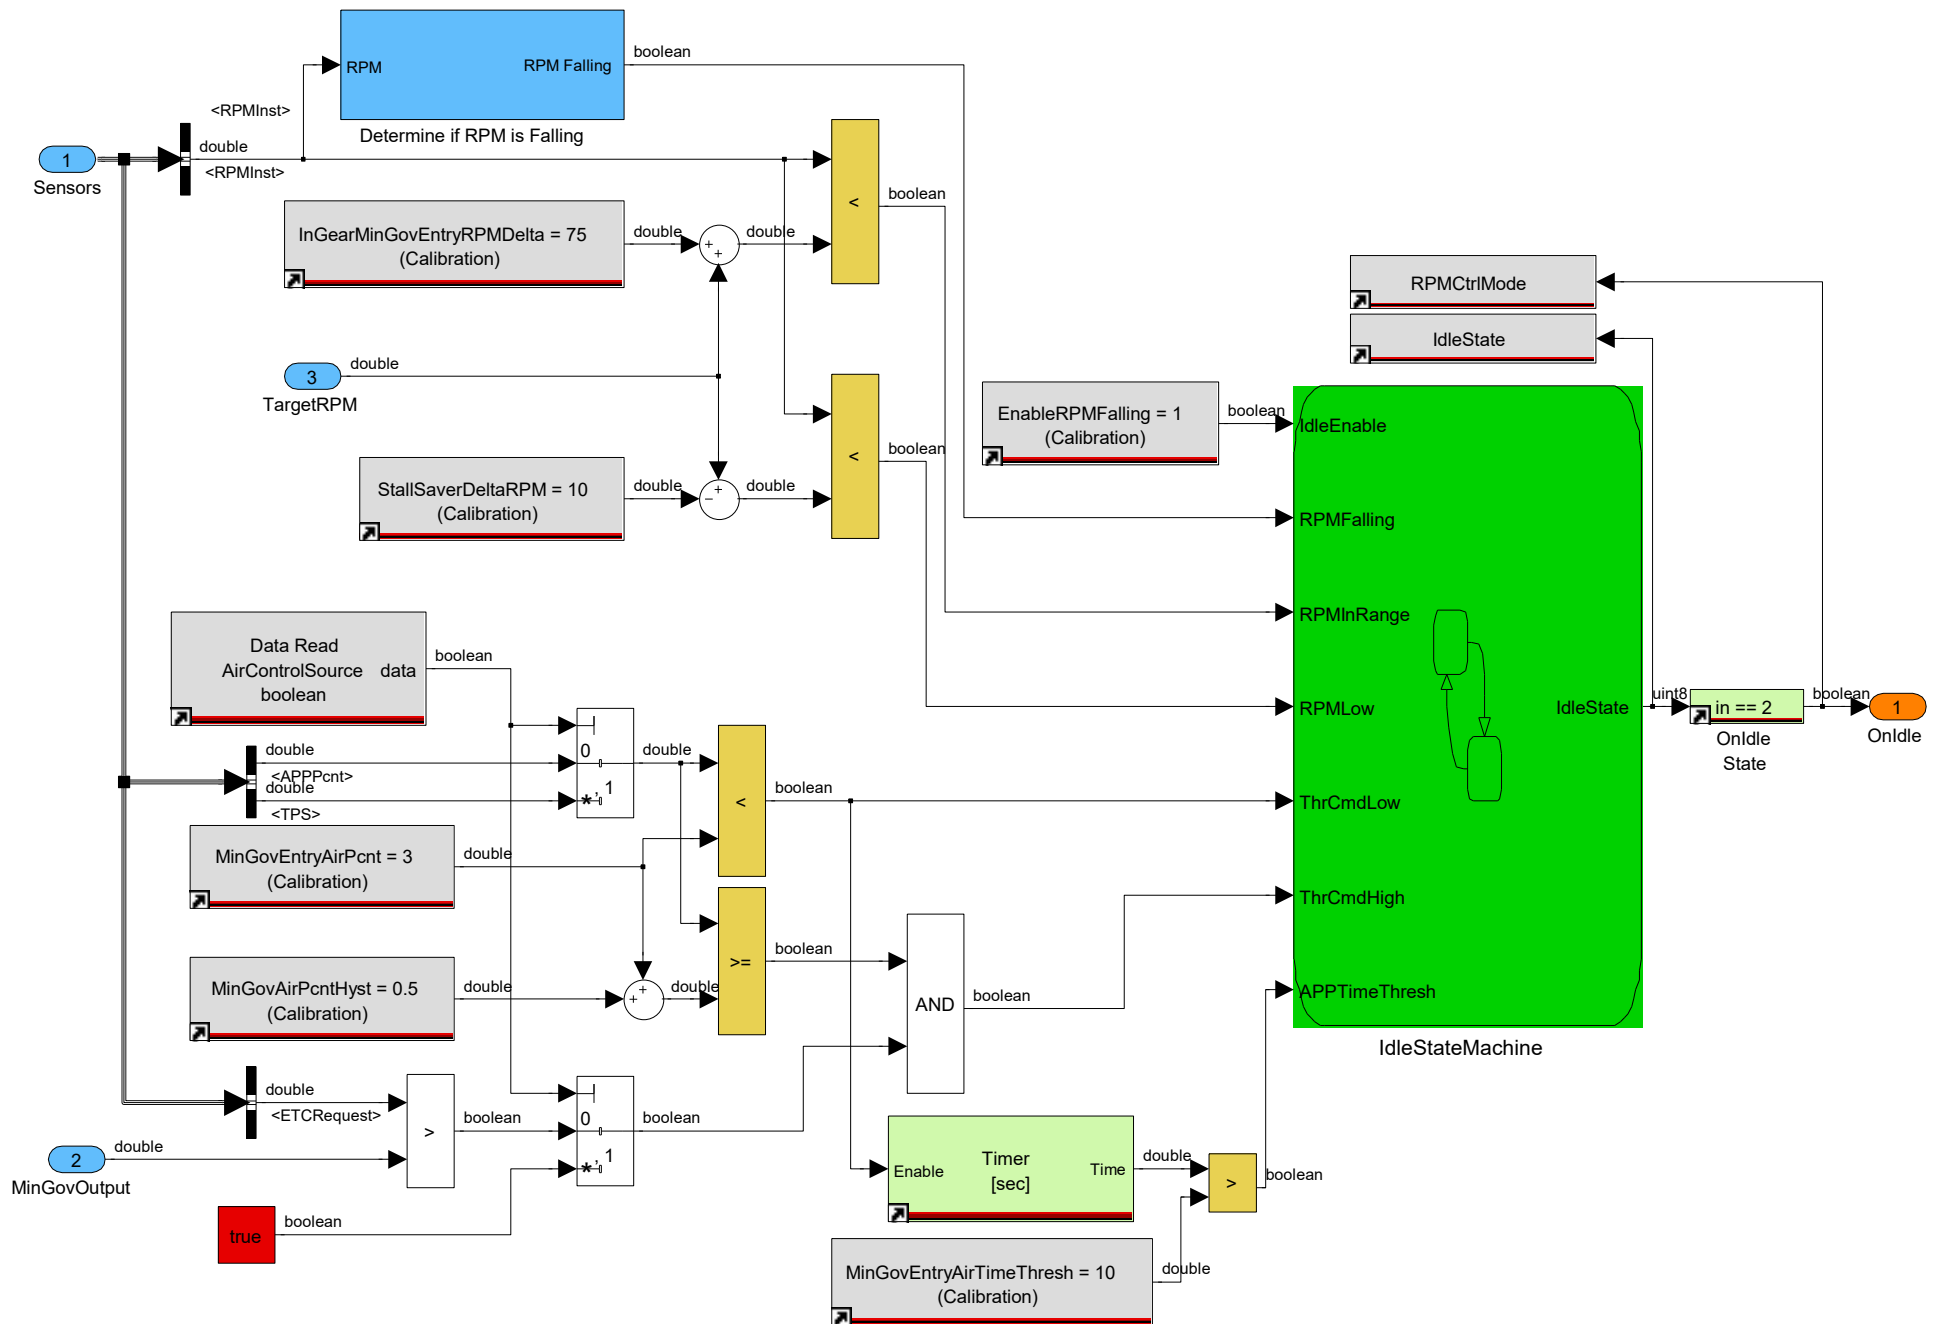 RPM
RPM Falling
boolean
Determine if RPM is Falling
<RPMInst>
double
<RPMInst>
1
Sensors
<
boolean
InGearMinGovEntryRPMDelta = 75
(Calibration)
double
+
+
double
RPMCtrlMode
IdleState
3
TargetRPM
double
<
boolean
EnableRPMFalling = 1
(Calibration)
boolean
StallSaverDeltaRPM = 10
(Calibration)
double
−
+
double
IdleEnable
RPMFalling
RPMInRange
RPMLow
ThrCmdLow
ThrCmdHigh
APPTimeThresh
IdleState
IdleStateMachine
uint8
in == 2
OnIdle
State
boolean
1
OnIdle
Data Read
AirControlSource data
boolean
boolean
double
<APPPcnt>
double
<TPS>
0
*, 1
double
<
boolean
MinGovEntryAirPcnt = 3
(Calibration)
double
>=
boolean
MinGovAirPcntHyst = 0.5
(Calibration)
double
+
+
double
AND
boolean
double
<ETCRequest>
>
boolean
0
*, 1
boolean
2
MinGovOutput
double
true
boolean
Enable
Timer
[sec]
Time
double
>
boolean
MinGovEntryAirTimeThresh = 10
(Calibration)
double